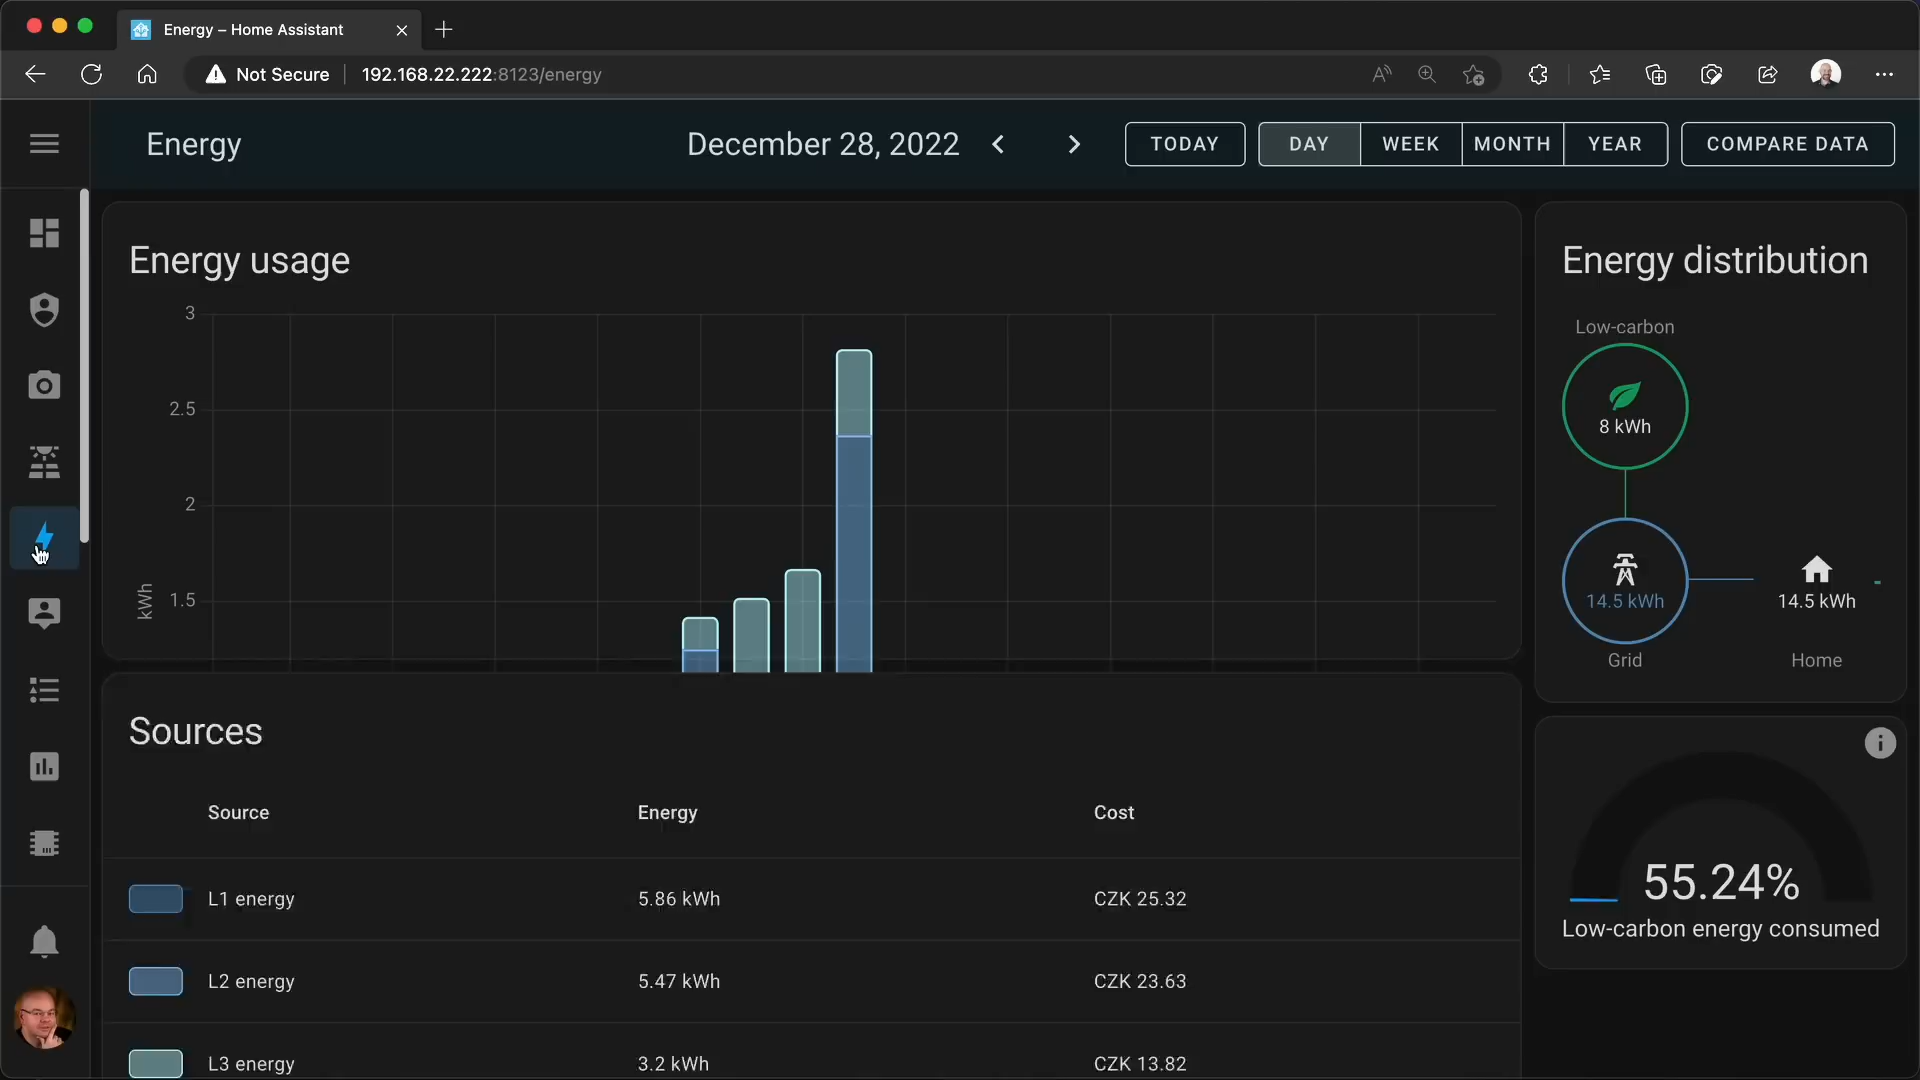 Energy – Home Assistant
Not Secure
192.168.22.222:8123/energy
Energy
December 28, 2022
TODAY
DAY
WEEK
MONTH
YEAR
COMPARE DATA
Energy usage
3
2.5
2
1.5
kWh
Energy distribution
Low-carbon
8 kWh
14.5 kWh
14.5 kWh
Grid
Home
Sources
Source
Energy
Cost
L1 energy
5.86 kWh
CZK 25.32
L2 energy
5.47 kWh
CZK 23.63
L3 energy
3.2 kWh
CZK 13.82
55.24%
Low-carbon energy consumed